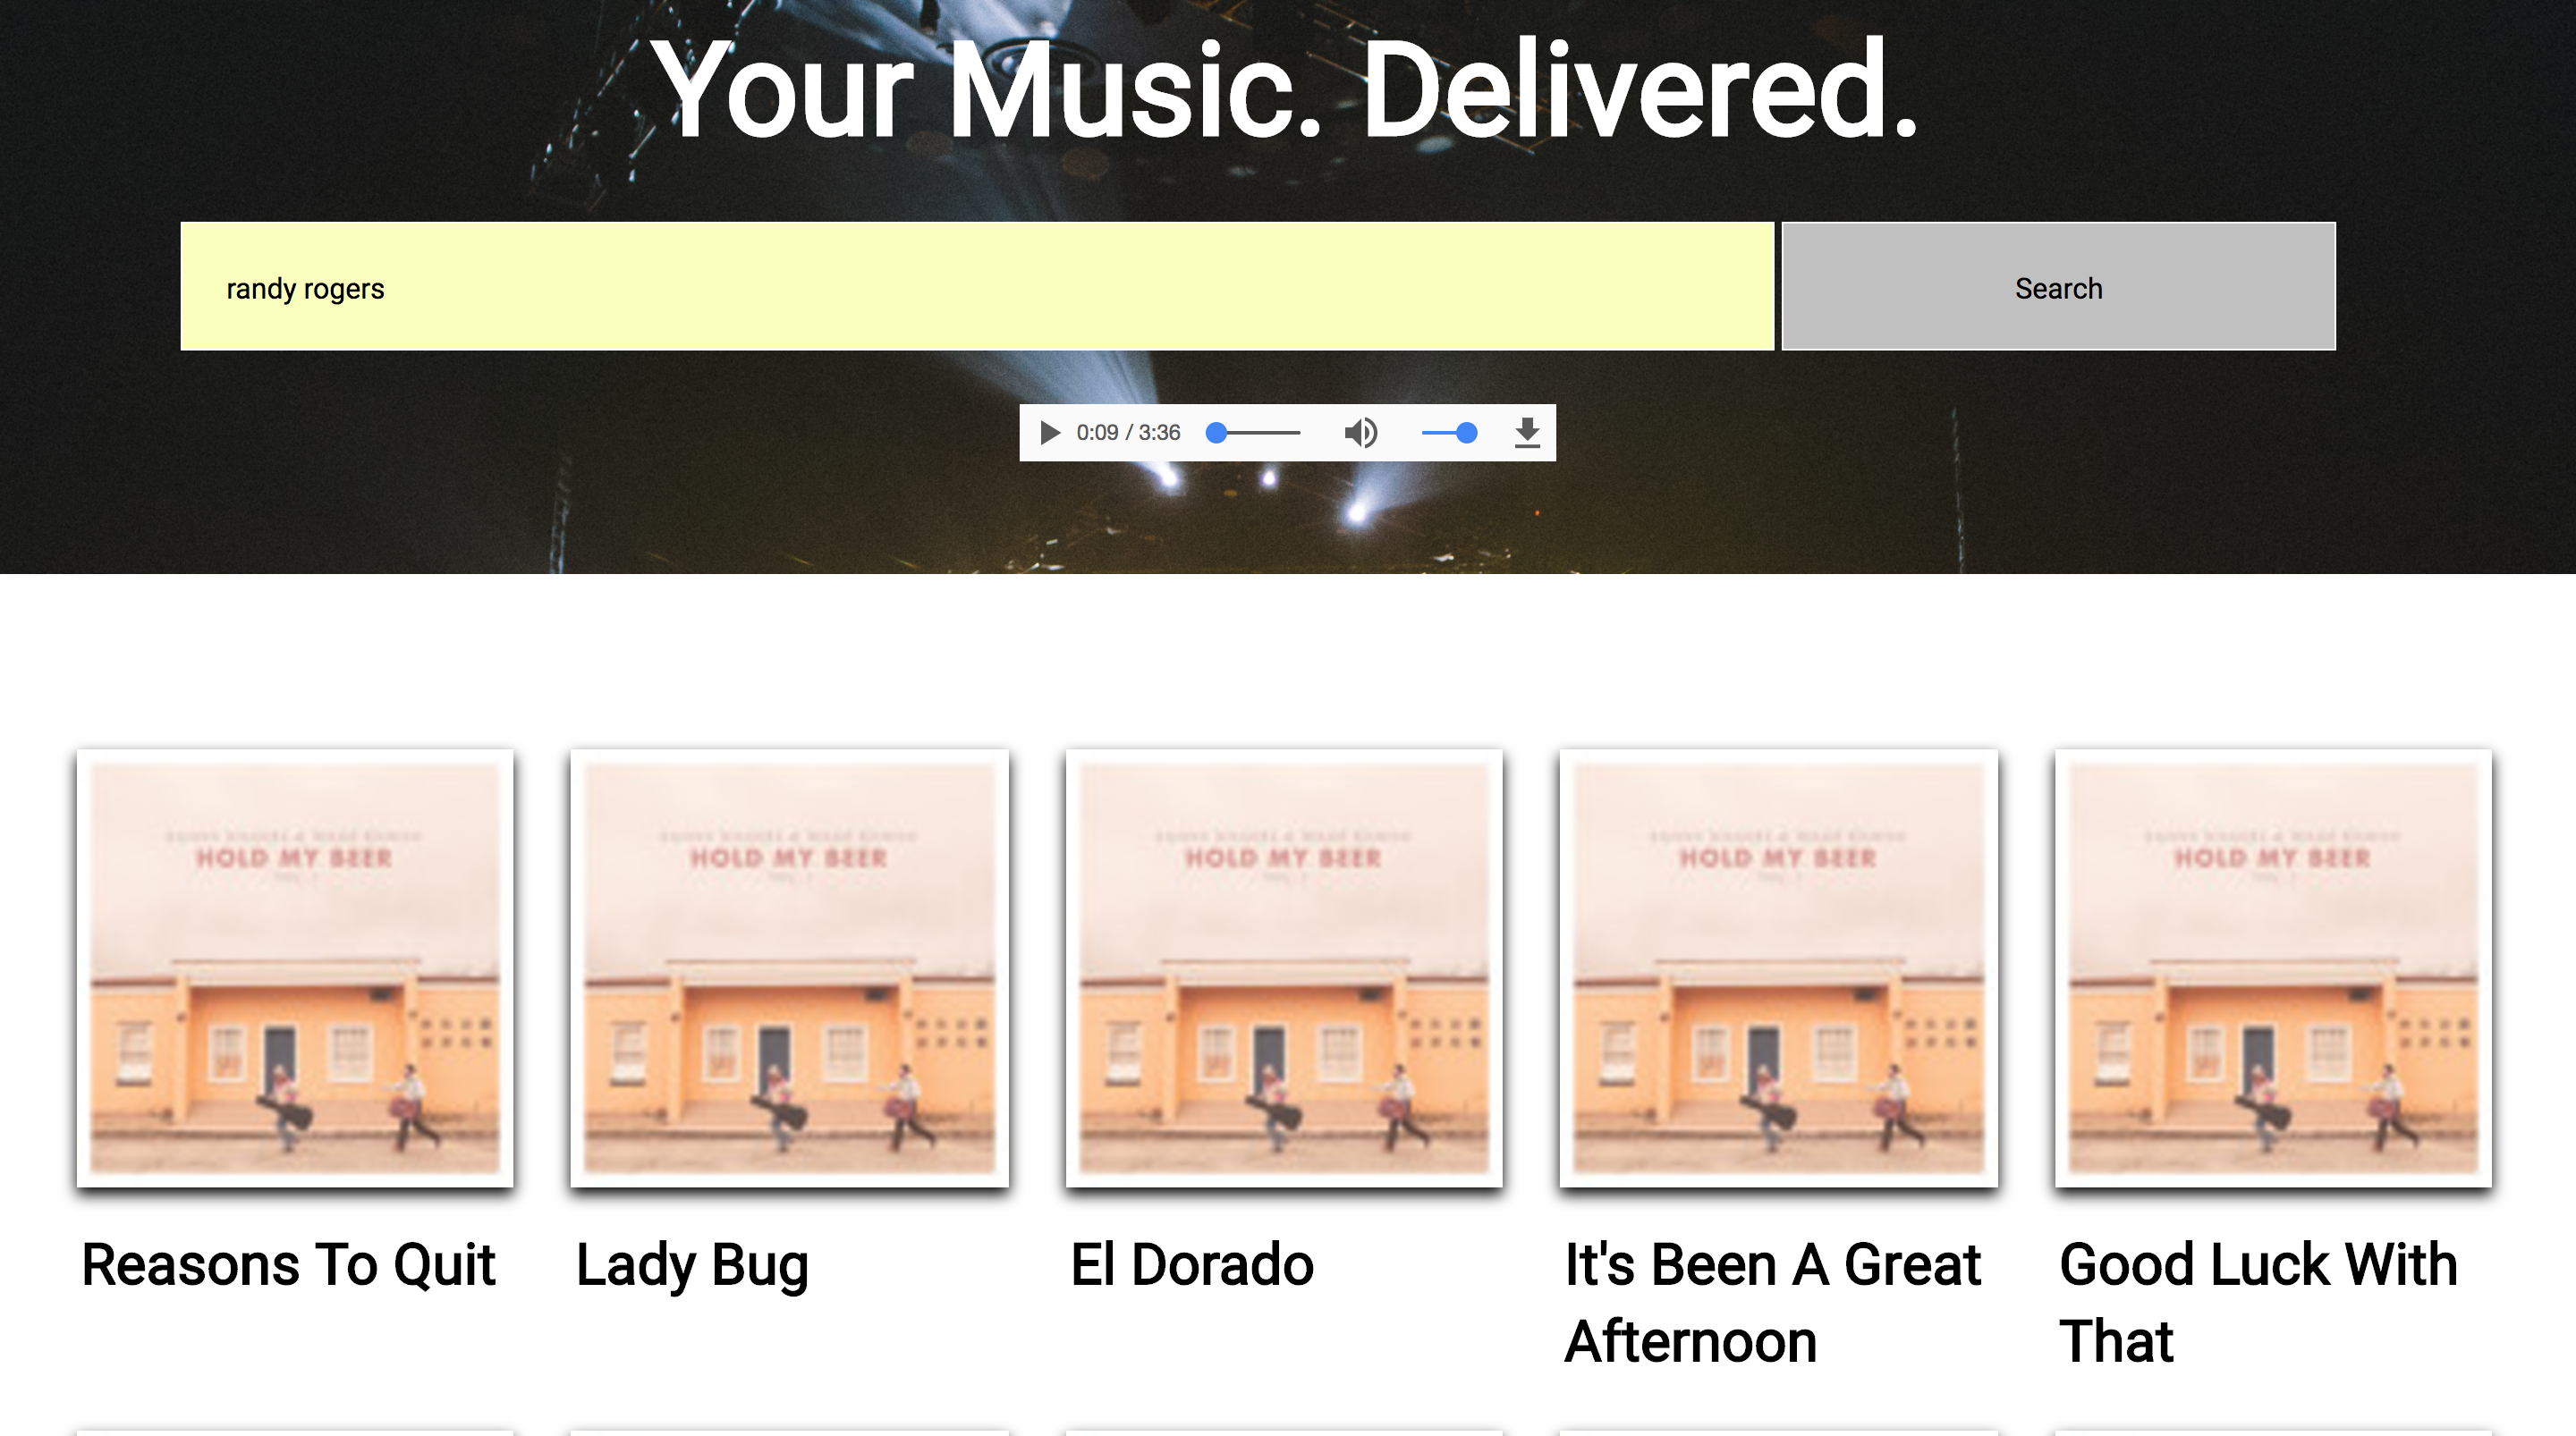 Your Music. Delivered.
randy rogers
Search
0:09 / 3:36
HOLD MY BEER
HOLD MY BEER
HOLD MY BEER
HOLD MY BEER
HOLD MY BEER
Reasons To Quit
Lady Bug
El Dorado
It's Been A Great
Afternoon
Good Luck With
That